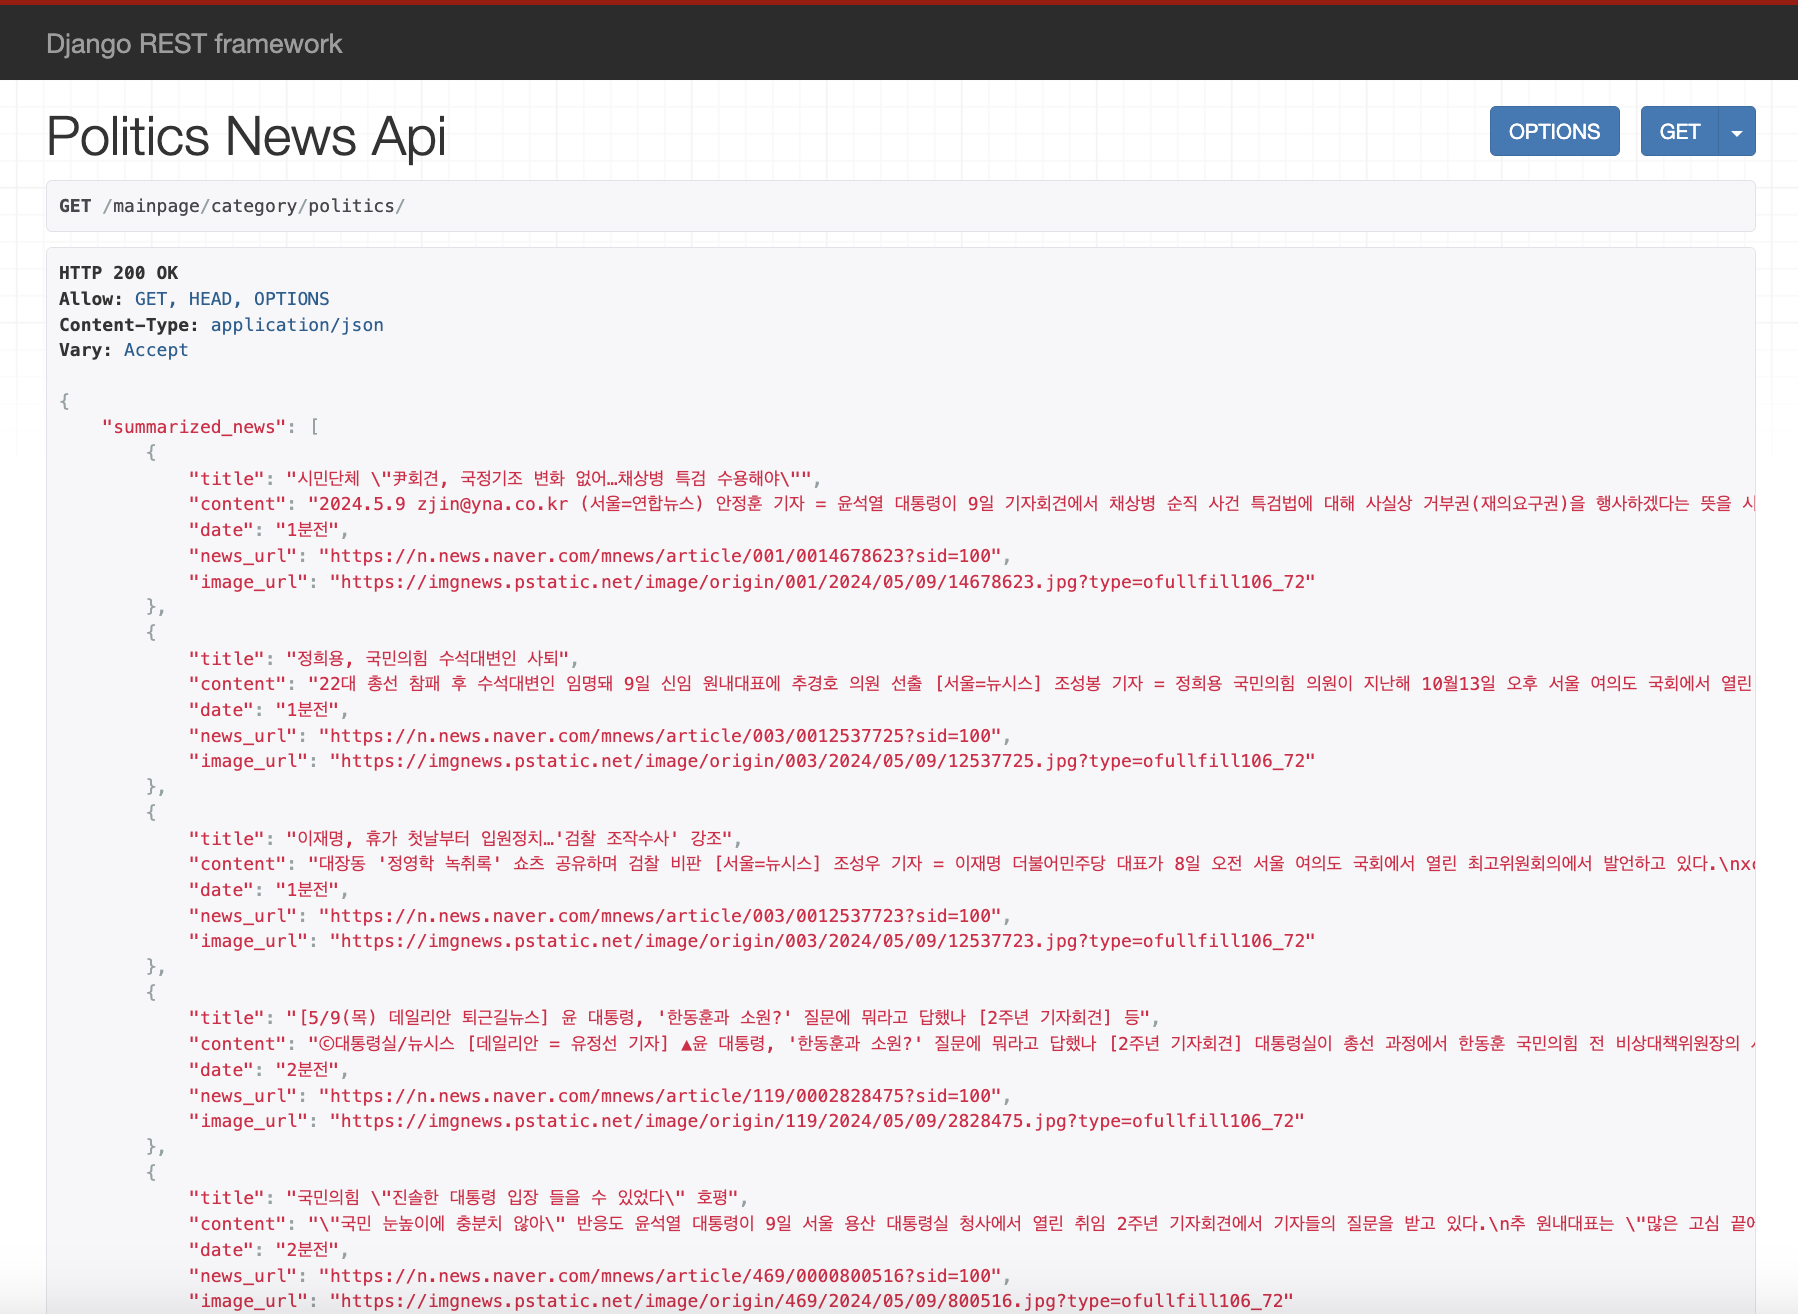 Django REST framework
Politics News Api
OPTIONS
GET
GET /mainpage/category/politics/
HTTP 200 OK
Allow: GET, HEAD, OPTIONS
Content-Type: application/json
Vary: Accept
{
"summarized_news": [
{
"title": "시민단체 \"尹회견, 국정기조 변화 없어…채상병 특검 수용해야\"",
"content": "2024.5.9 zjin@yna.co.kr (서울=연합뉴스) 안정훈 기자 = 윤석열 대통령이 9일 기자회견에서 채상병 순직 사건 특검법에 대해 사실상 거부권(재의요구권)을 행사하겠다는 뜻을
"date": "1분전",
"news_url": "https://n.news.naver.com/mnews/article/001/0014678623?sid=100",
"image_url": "https://imgnews.pstatic.net/image/origin/001/2024/05/09/14678623.jpg?type=ofullfill106_72"
},
{
"title": "정희용, 국민의힘 수석대변인 사퇴",
"content": "22대 총선 참패 후 수석대변인 임명돼 9일 신임 원내대표에 추경호 의원 선출 [서울=뉴시스] 조성봉 기자 = 정희용 국민의힘 의원이 지난해 10월13일 오후 서울 여의도 국회에서 열린
"date": "1분전",
"news_url": "https://n.news.naver.com/mnews/article/003/0012537725?sid=100",
"image_url": "https://imgnews.pstatic.net/image/origin/003/2024/05/09/12537725.jpg?type=ofullfill106_72"
},
{
"title": "이재명, 휴가 첫날부터 입원정치…'검찰 조작수사' 강조",
"content": "대장동 '정영학 녹취록' 쇼츠 공유하며 검찰 비판 [서울=뉴시스] 조성우 기자 = 이재명 더불어민주당 대표가 8일 오전 서울 여의도 국회에서 열린 최고위원회의에서 발언하고 있다.\nx
"date": "1분전",
"news_url": "https://n.news.naver.com/mnews/article/003/0012537723?sid=100",
"image_url": "https://imgnews.pstatic.net/image/origin/003/2024/05/09/12537723.jpg?type=ofullfill106_72"
},
{
"title": "[5/9(목) 데일리안 퇴근길뉴스] 윤 대통령, '한동훈과 소원?' 질문에 뭐라고 답했나 [2주년 기자회견] 등",
"content": "ⓒ대통령실/뉴시스 [데일리안 = 유정선 기자] ▲윤 대통령, '한동훈과 소원?' 질문에 뭐라고 답했나 [2주년 기자회견] 대통령실이 총선 과정에서 한동훈 국민의힘 전 비상대책위원장의
"date": "2분전",
"news_url": "https://n.news.naver.com/mnews/article/119/0002828475?sid=100",
"image_url": "https://imgnews.pstatic.net/image/origin/119/2024/05/09/2828475.jpg?type=ofullfill106_72"
},
{
"title": "국민의힘 \"진솔한 대통령 입장 들을 수 있었다\" 호평",
"content": "\"국민 눈높이에 충분치 않아\" 반응도 윤석열 대통령이 9일 서울 용산 대통령실 청사에서 열린 취임 2주년 기자회견에서 기자들의 질문을 받고 있다.\n추 원내대표는 \"많은 고심 끝에
"date": "2분전",
"news_url": "https://n.news.naver.com/mnews/article/469/0000800516?sid=100",
"image_url": "https://imgnews.pstatic.net/image/origin/469/2024/05/09/800516.jpg?type=ofullfill106_72"